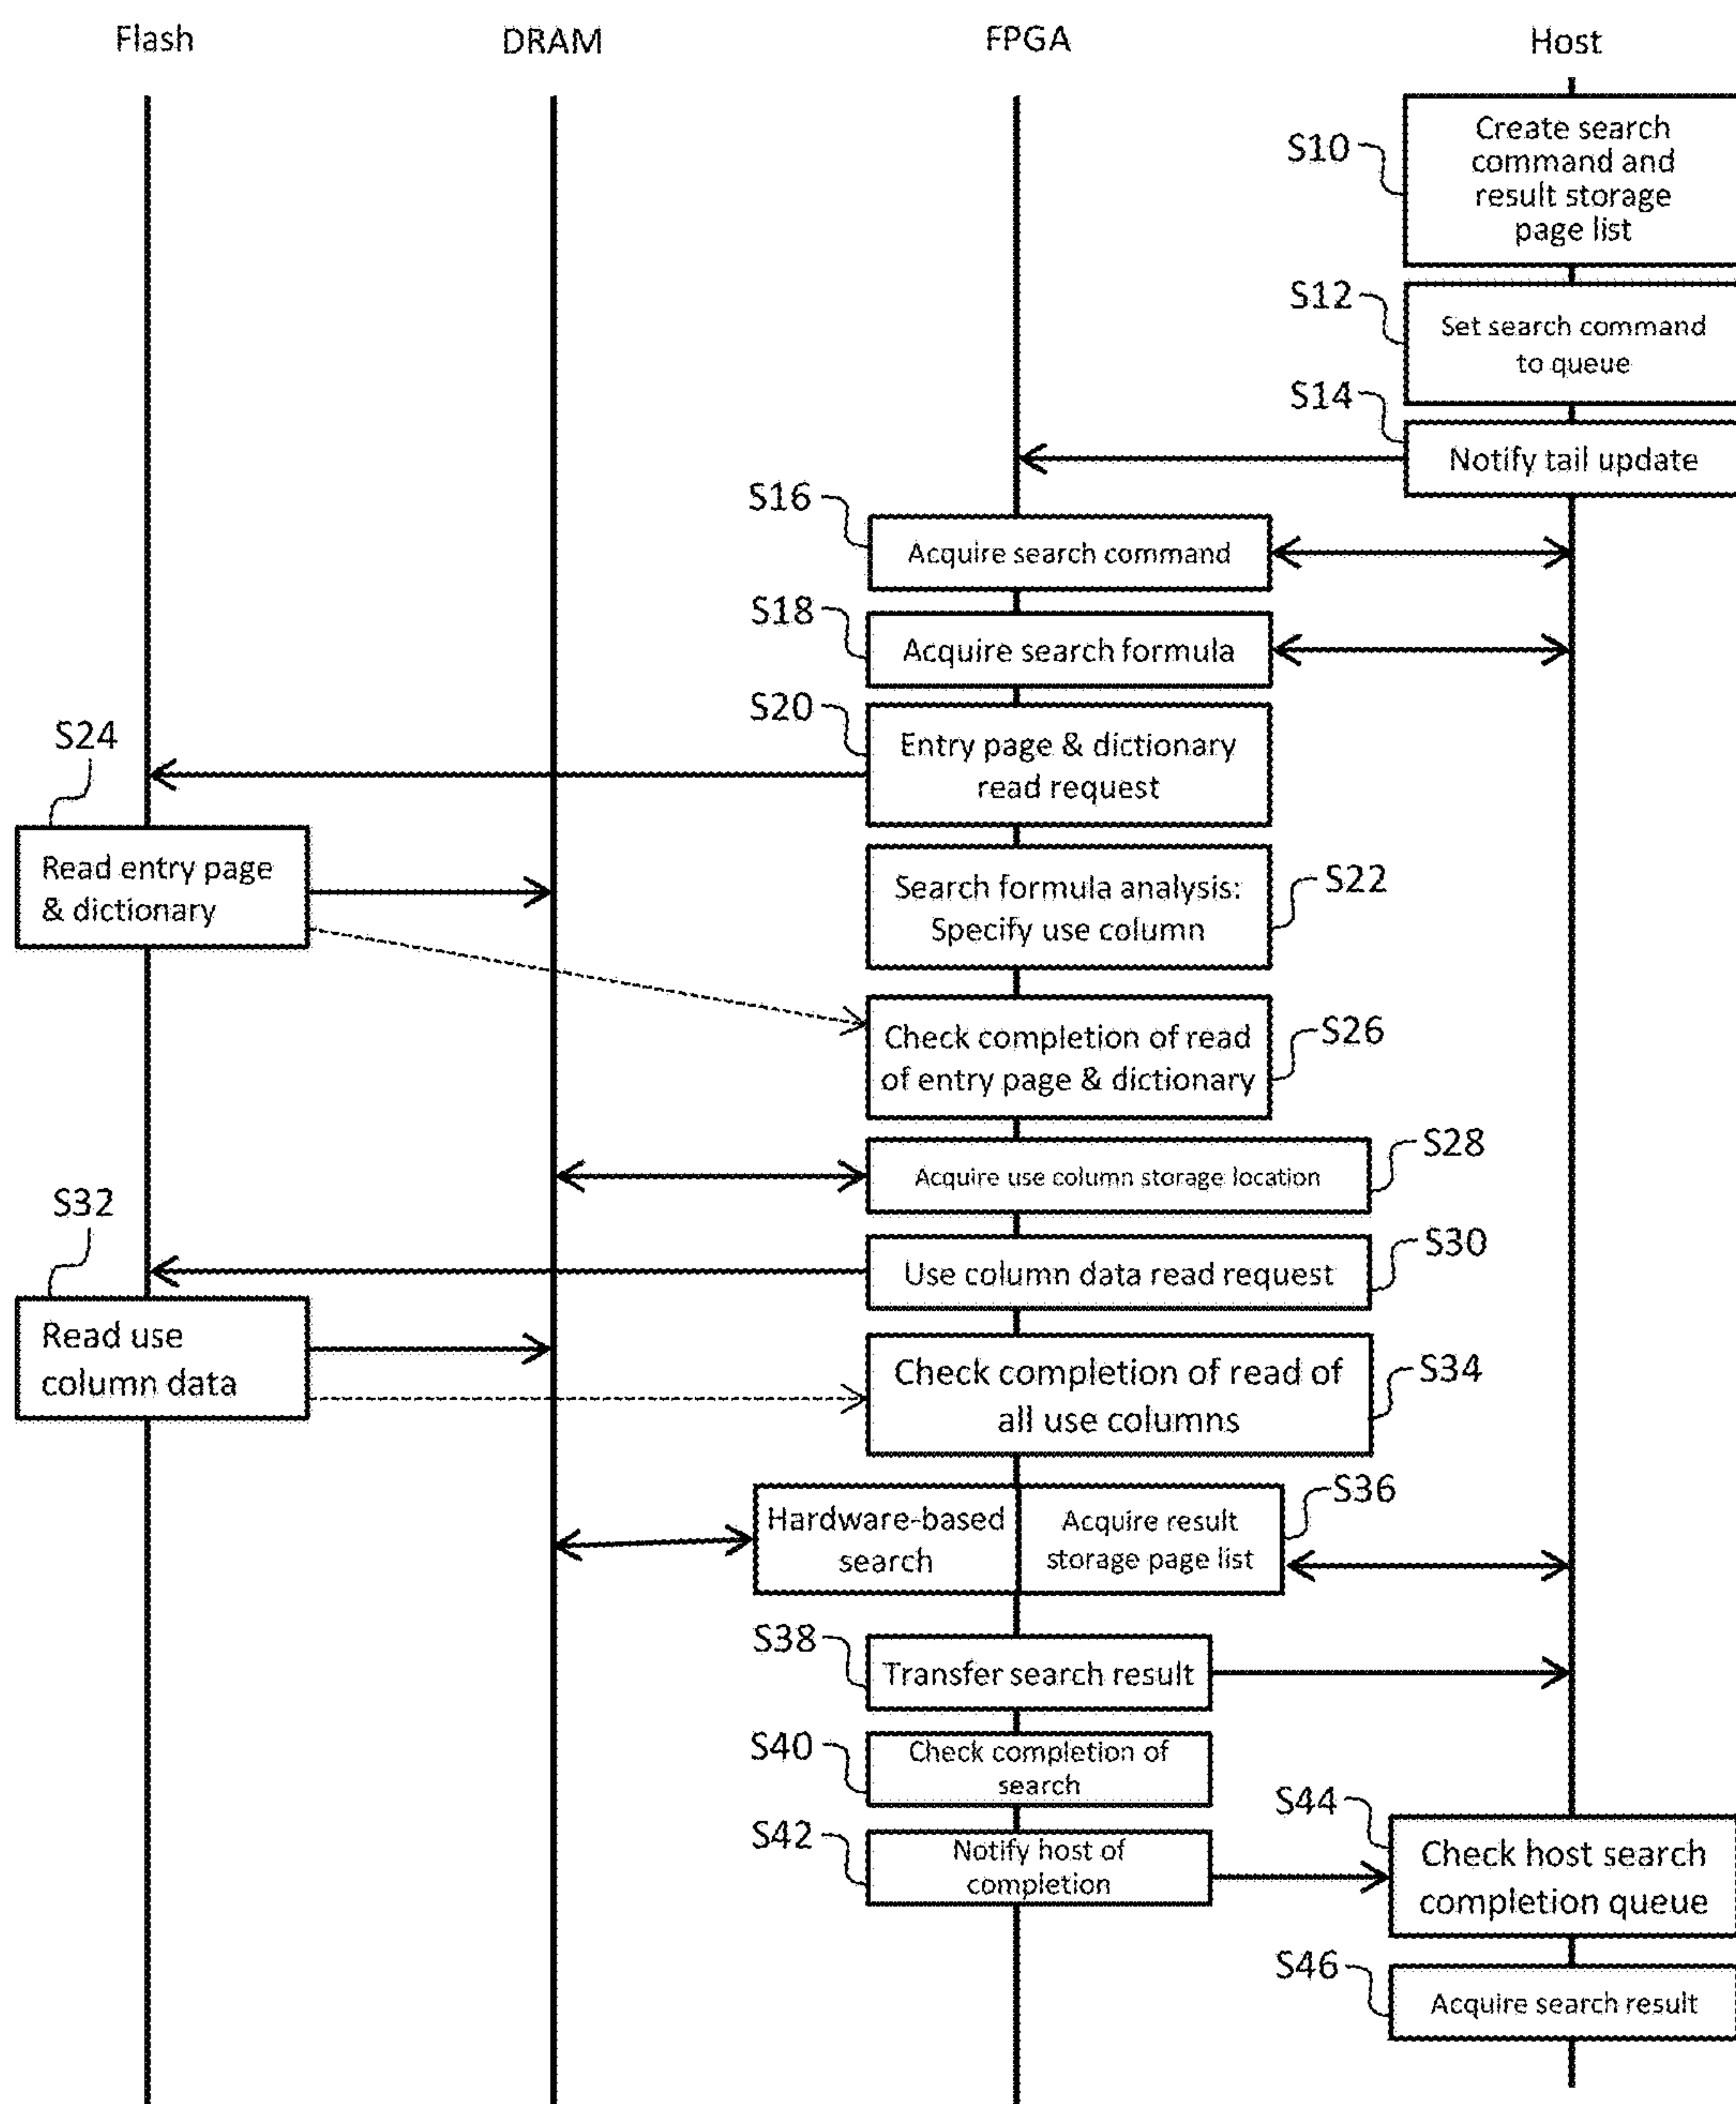 Flash
DRAM
FPGA
Host
S10
Create search
command and
result storage
page list
S12
Set search command
to queue
S14
Notify tail update
S16
Acquire search command
S18
Acquire search formula
S20
Entry page & dictionary
read request
S24
Read entry page
& dictionary
Search formula analysis:
Specify use column
S22
Check completion of read
of entry page & dictionary
S26
Acquire use column storage location
S28
Use column data read request
S30
S32
Read use
column data
Check completion of read of
all use columns
S34
Hardware-based
search
Acquire result
storage page list
S36
S38
Transfer search result
S40
Check completion of
search
S42
Notify host of
completion
S44
Check host search
completion queue
S46
Acquire search result